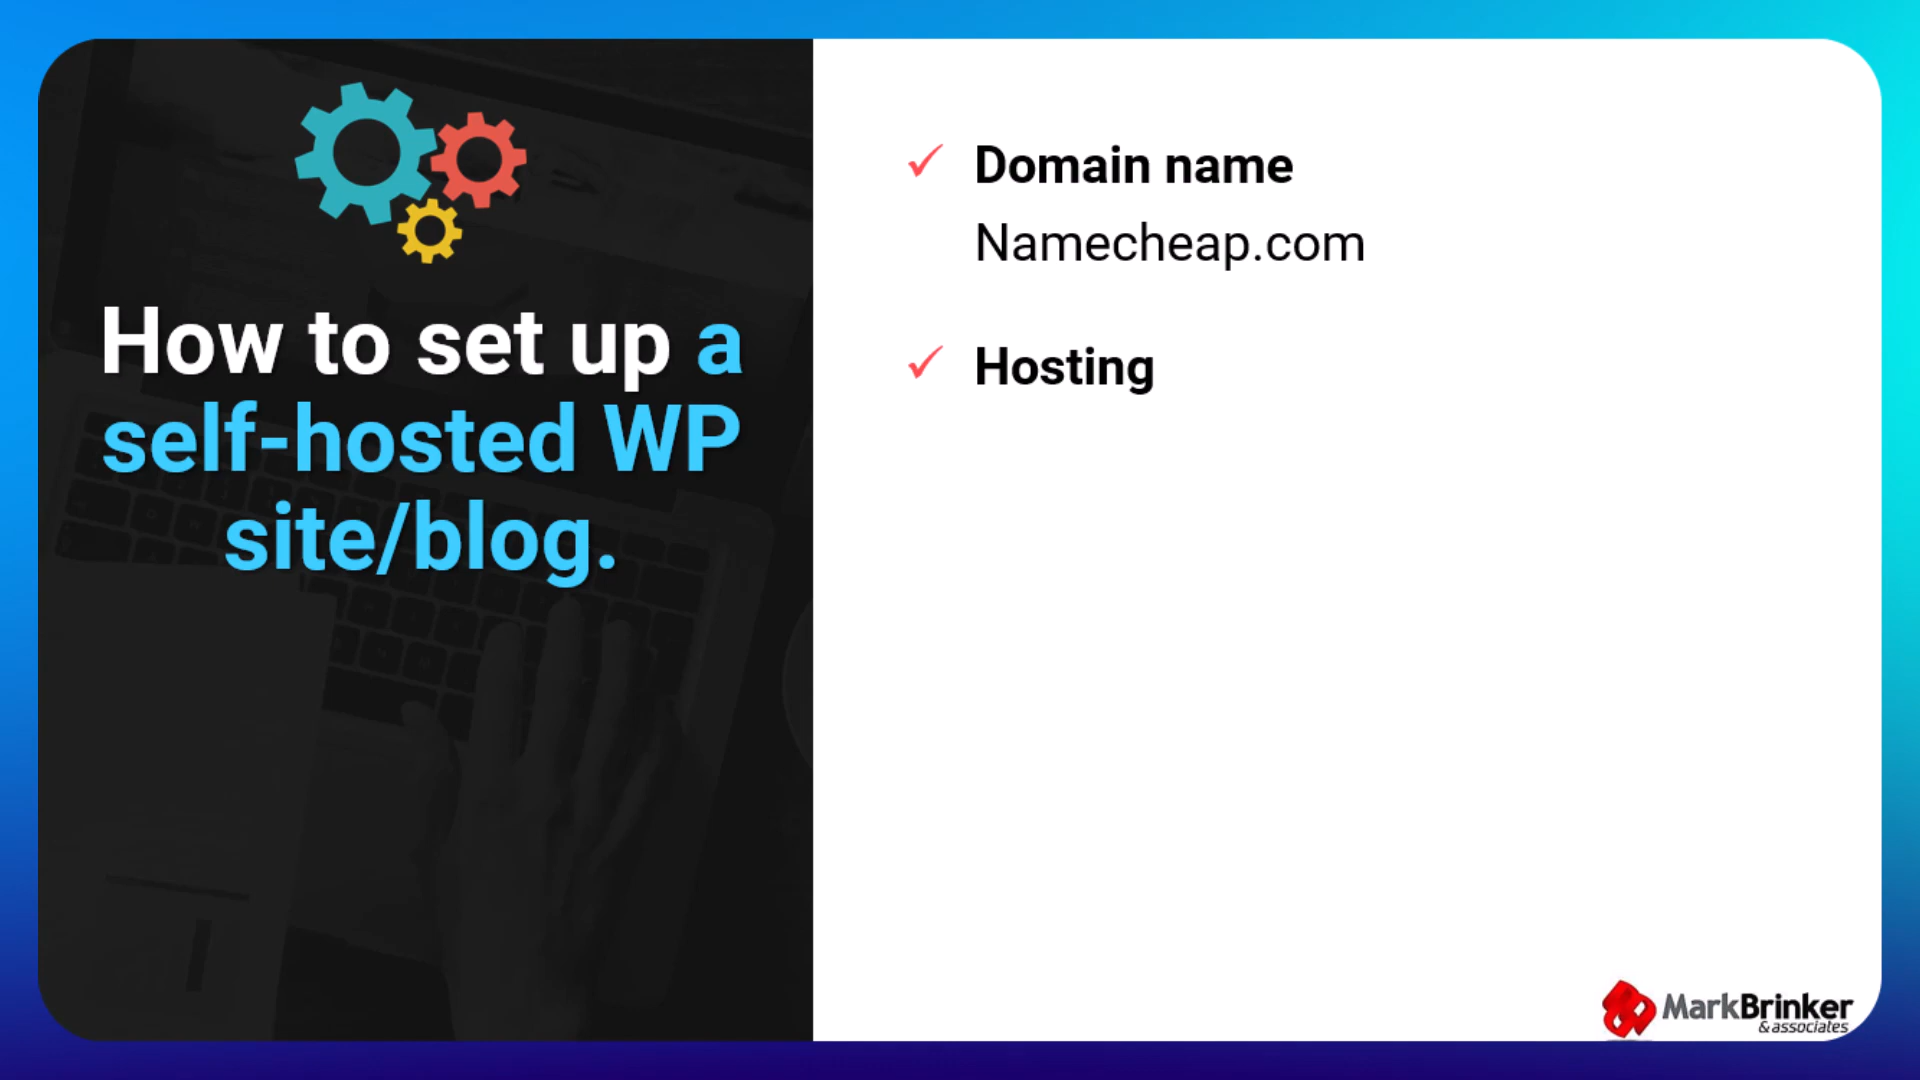 How to set up a
self-hosted WP
site/blog.
Domain name
Namecheap.com
Hosting
MarkBrinker
& associates